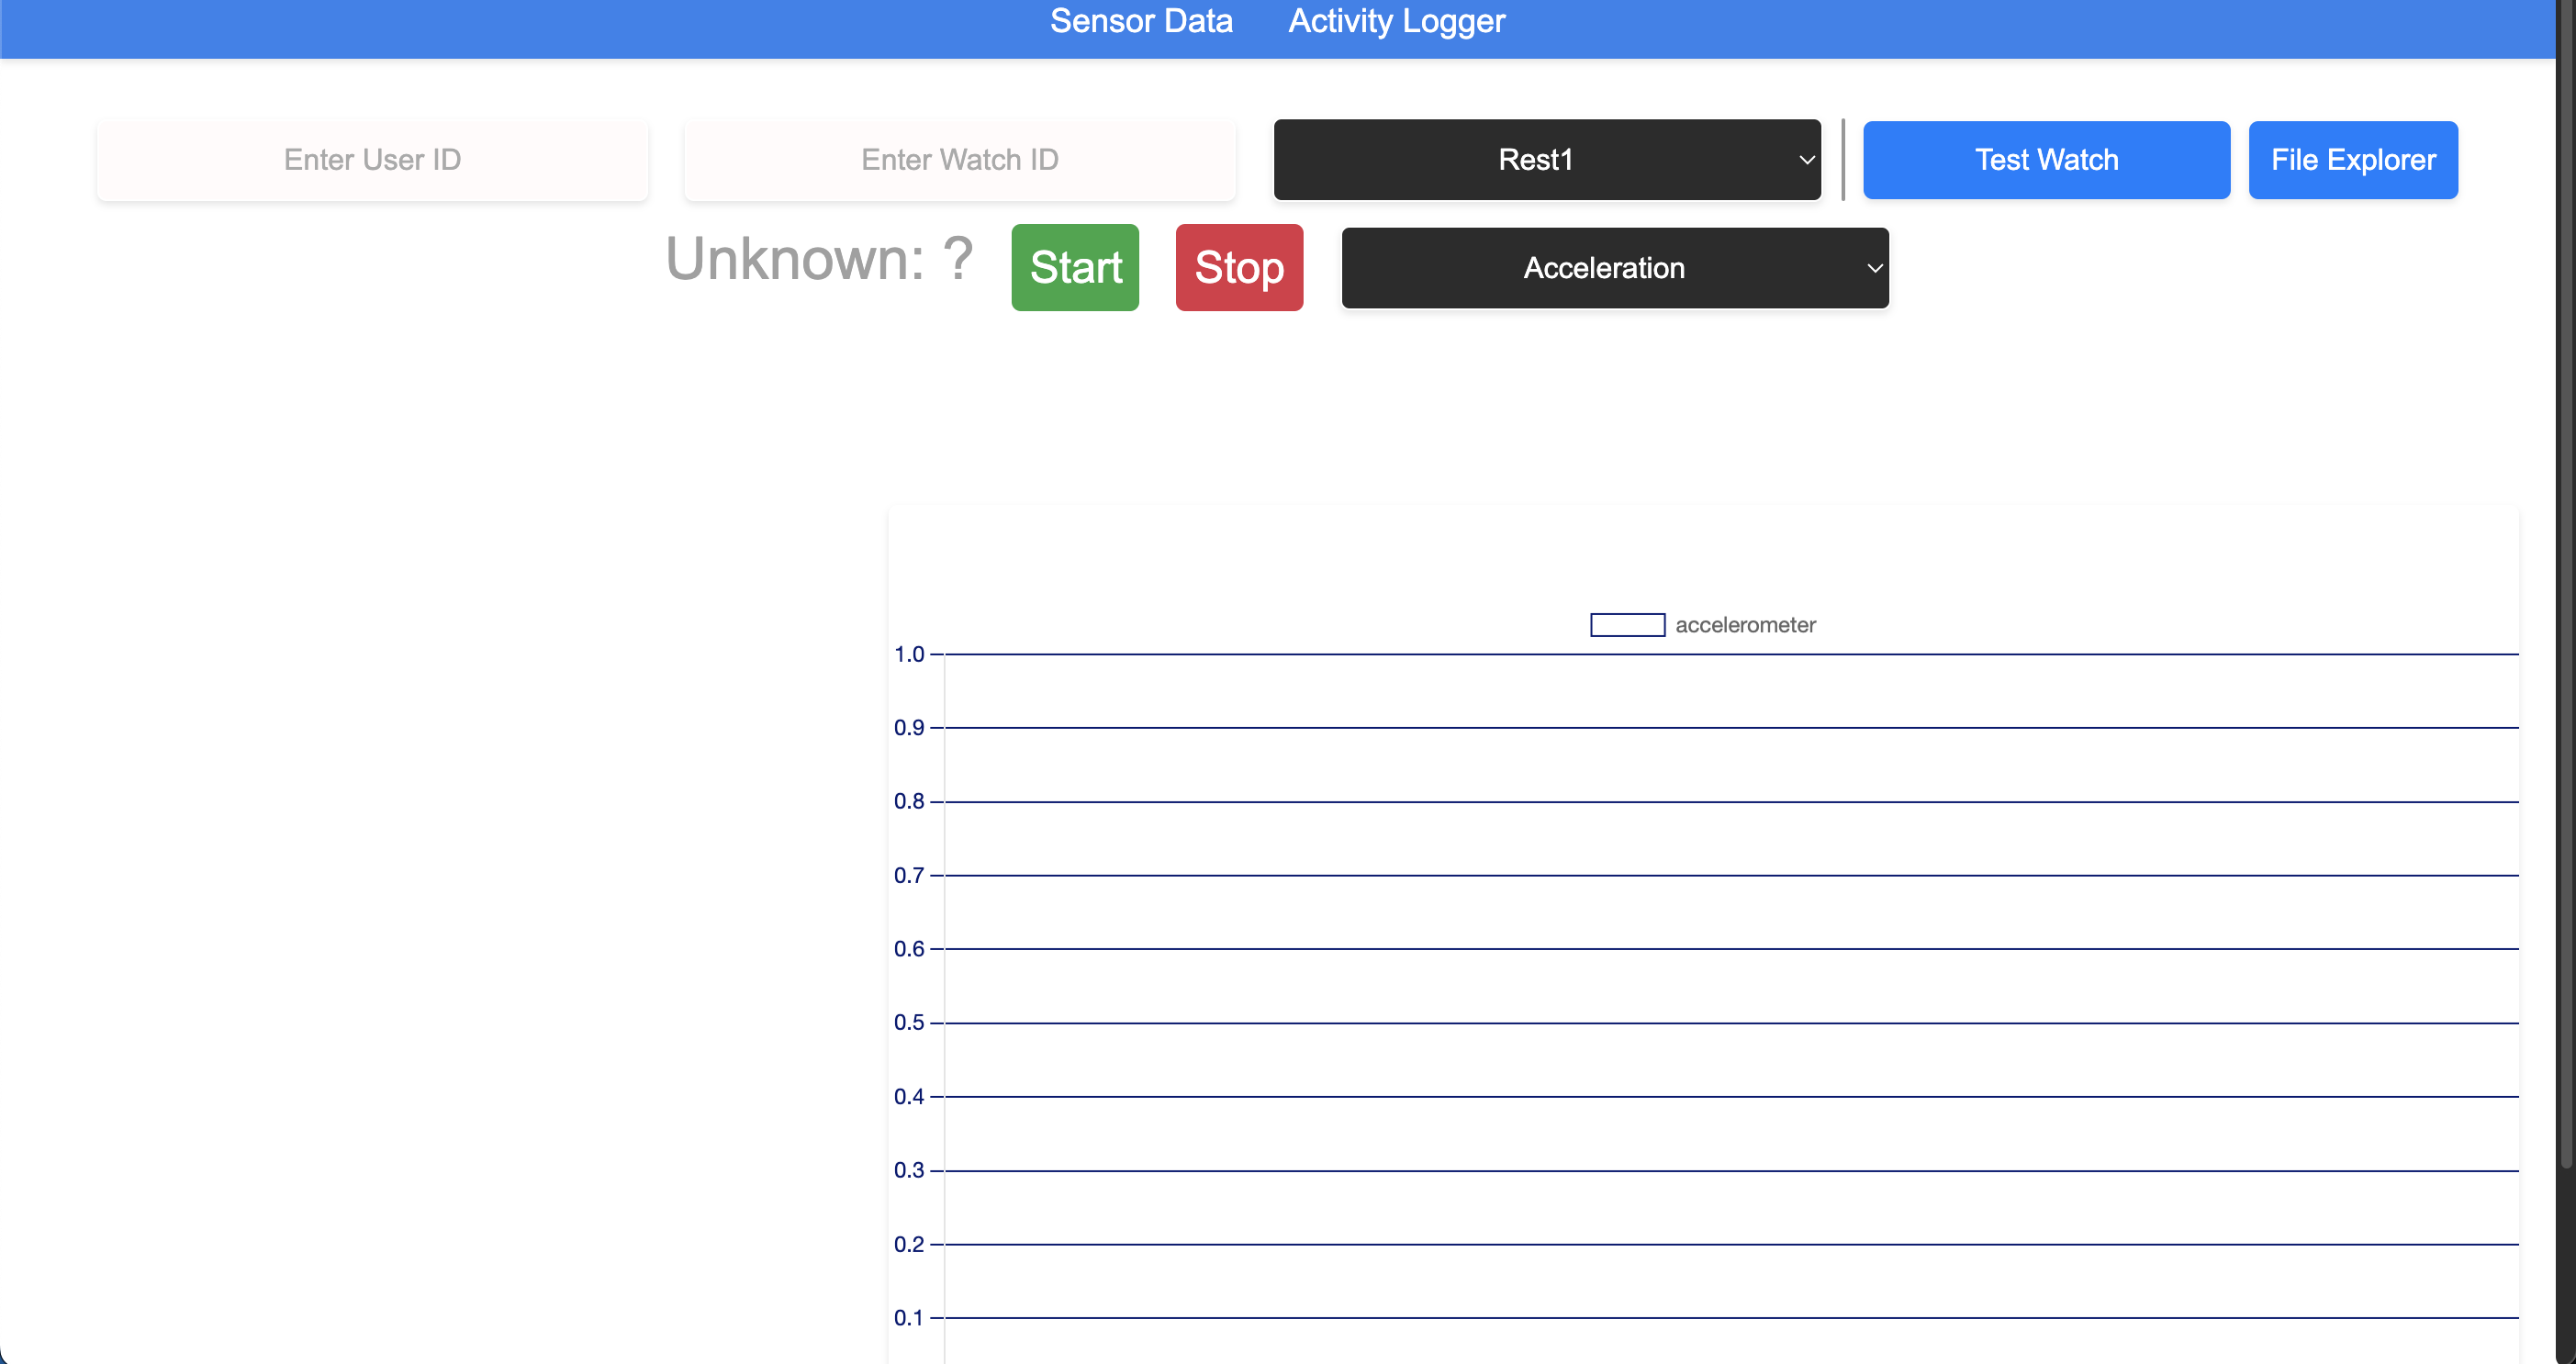 Sensor Data Activity Logger
Enter User ID Enter Watch ID Rest1 Test Watch File Explorer
Unknown: ? Start Stop Acceleration
accelerometer
1.0
0.9
0.8
0.7
0.6
0.5
0.4
0.3
0.2
0.1